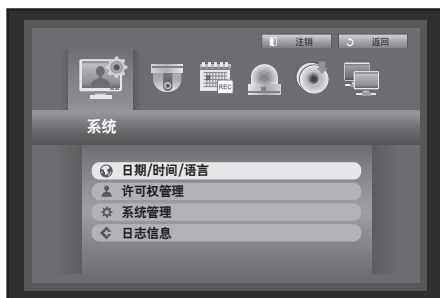 注销 返回
REC
系统
日期/时间/语言
许可权管理
系统管理
日志信息